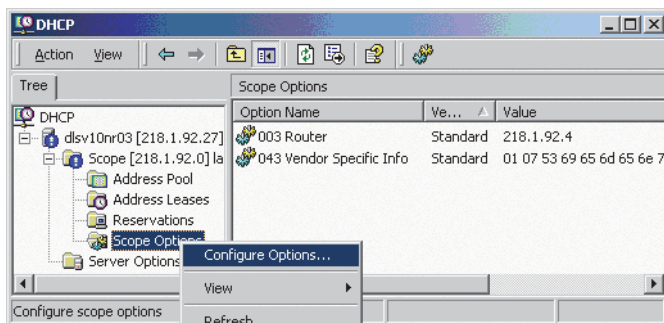 DHCP
Action View
Tree
Scope Options
DHCP
dlsv10nr03 [218.1.92.27]
Scope [218.1.92.0] la
Address Pool
Address Leases
Reservations
Scope Options
Server Options
Option Name Ve... Value
003 Router Standard 218.1.92.4
043 Vendor Specific Info Standard 01 07 53 69 65 6d 65 6e 7
Configure Options...
View
Refresh
Configure scope options